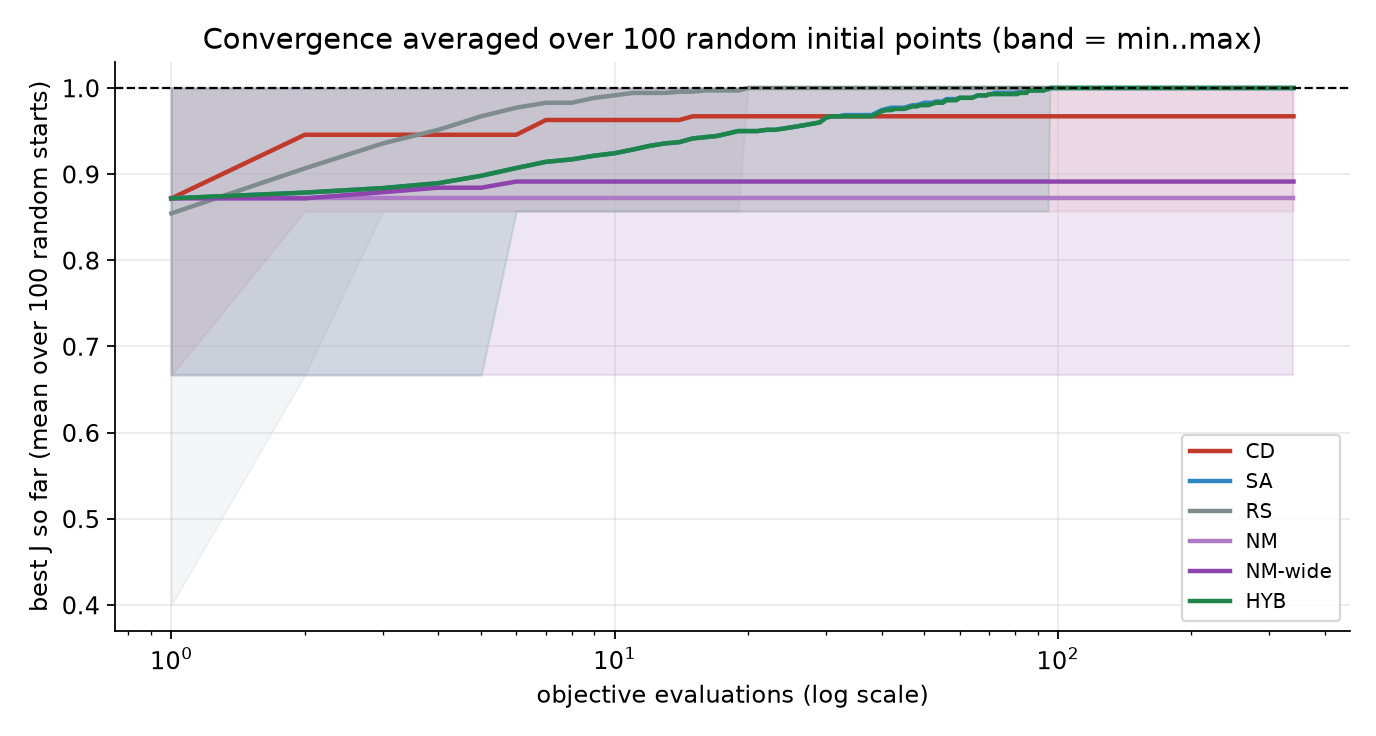 Convergence averaged over 100 random initial points (band = min..max)
best J so far (mean over 100 random starts)
1.0
0.9
0.8
0.7
0.6
0.5
0.4
CD
SA
RS
NM
NM-wide
HYB
10⁰
10¹
10²
objective evaluations (log scale)